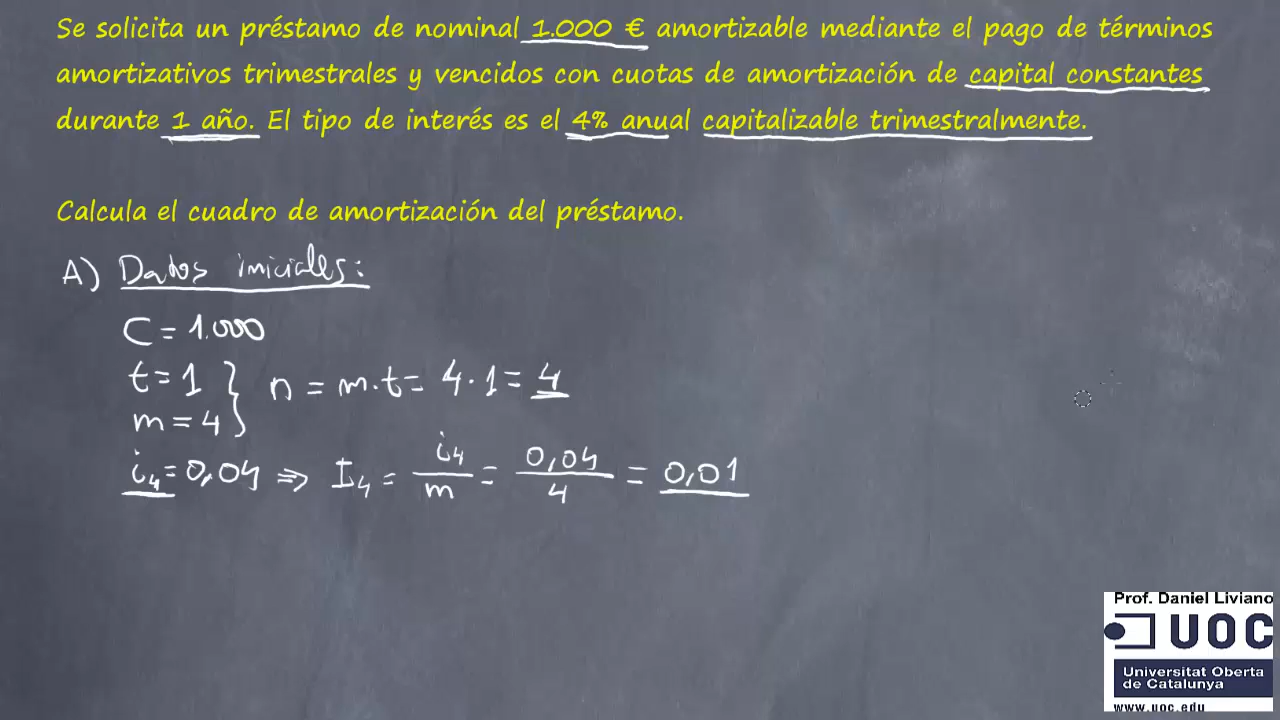 Se solicita un préstamo de nominal 1.000 € amortizable mediante el pago de términos
amortizativos trimestrales y vencidos con cuotas de amortización de capital constantes
durante 1 año. El tipo de interés es el 4% anual capitalizable trimestralmente.
Calcula el cuadro de amortización del préstamo.
A) Datos iniciales:
C = 1.000
t = 1 } n = m · t = 4 · 1 = 4
m = 4
i₄ = 0,04 ⇒ I₄ = i₄/m = 0,04/4 = 0,01
Prof. Daniel Liviano
UOC
Universitat Oberta
de Catalunya
www.uoc.edu